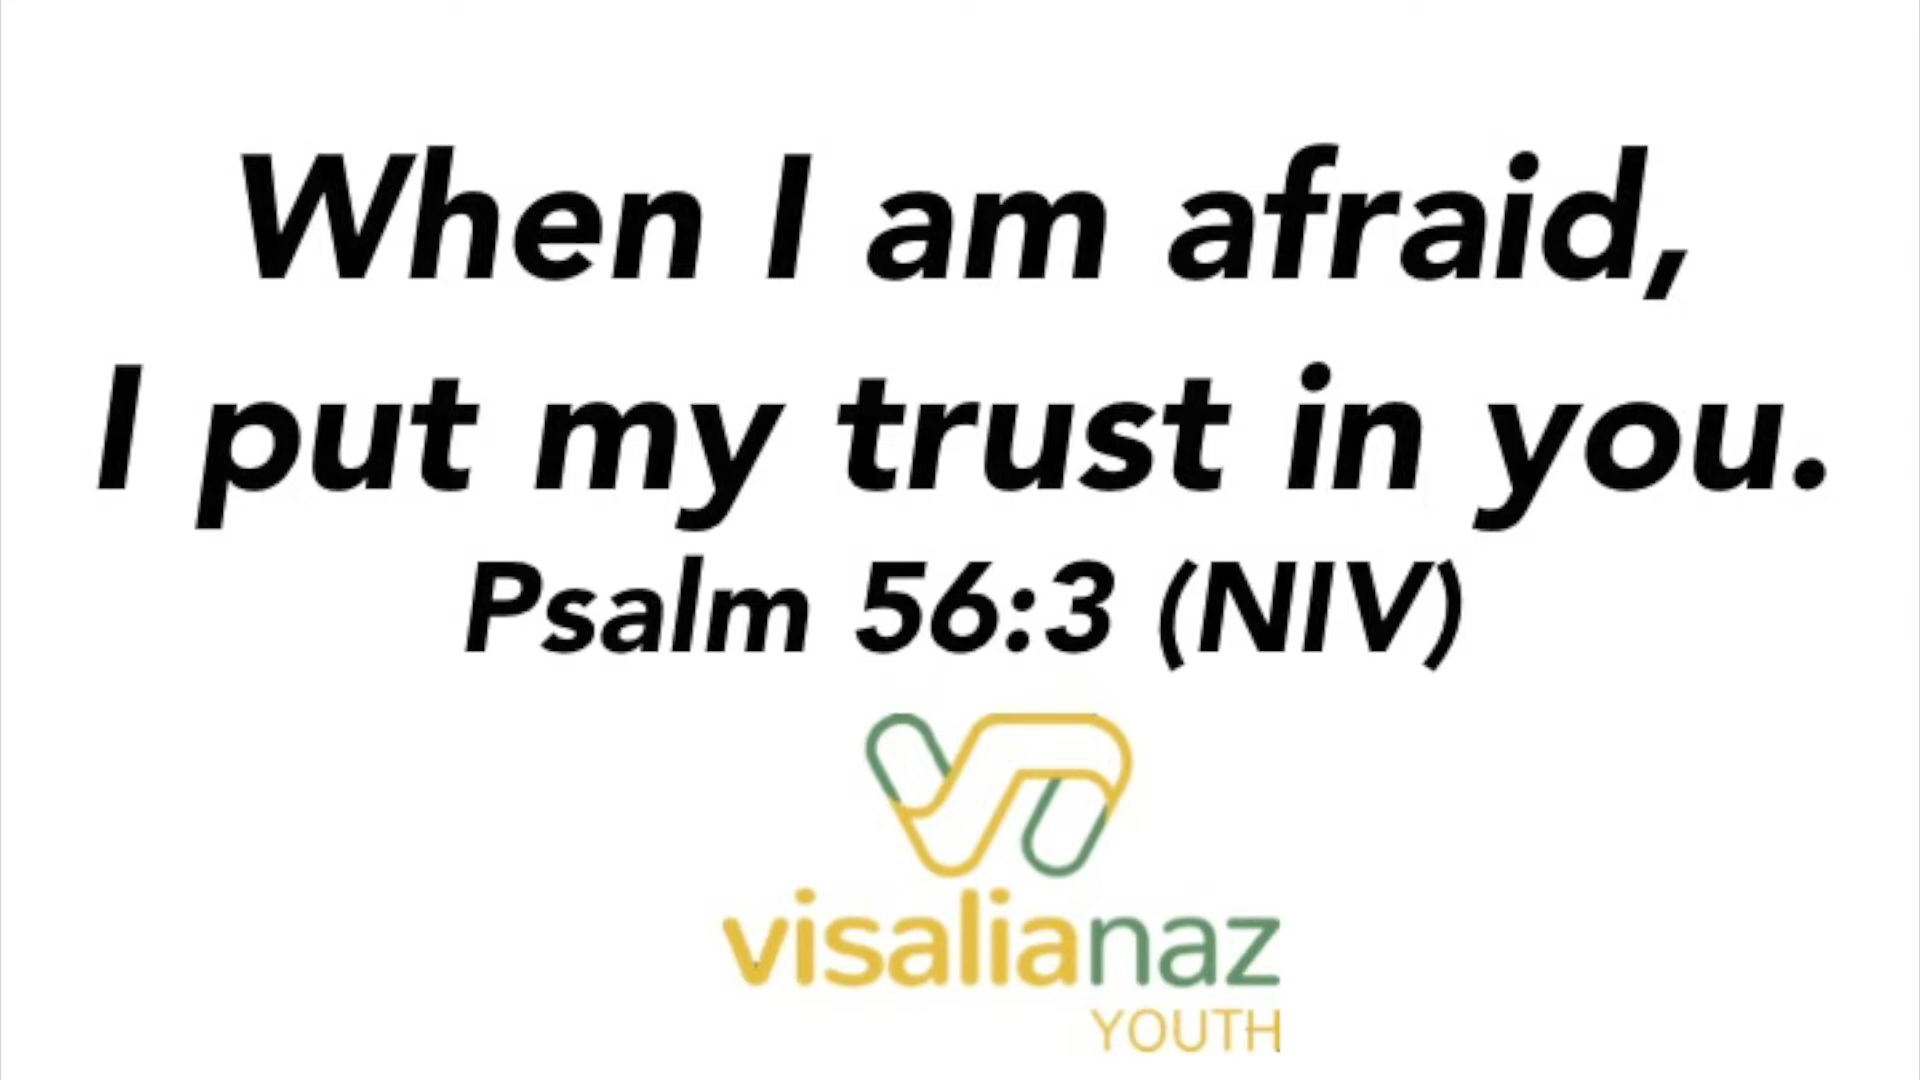 When I am afraid,
I put my trust in you.
Psalm 56:3 (NIV)
visalianaz
YOUTH